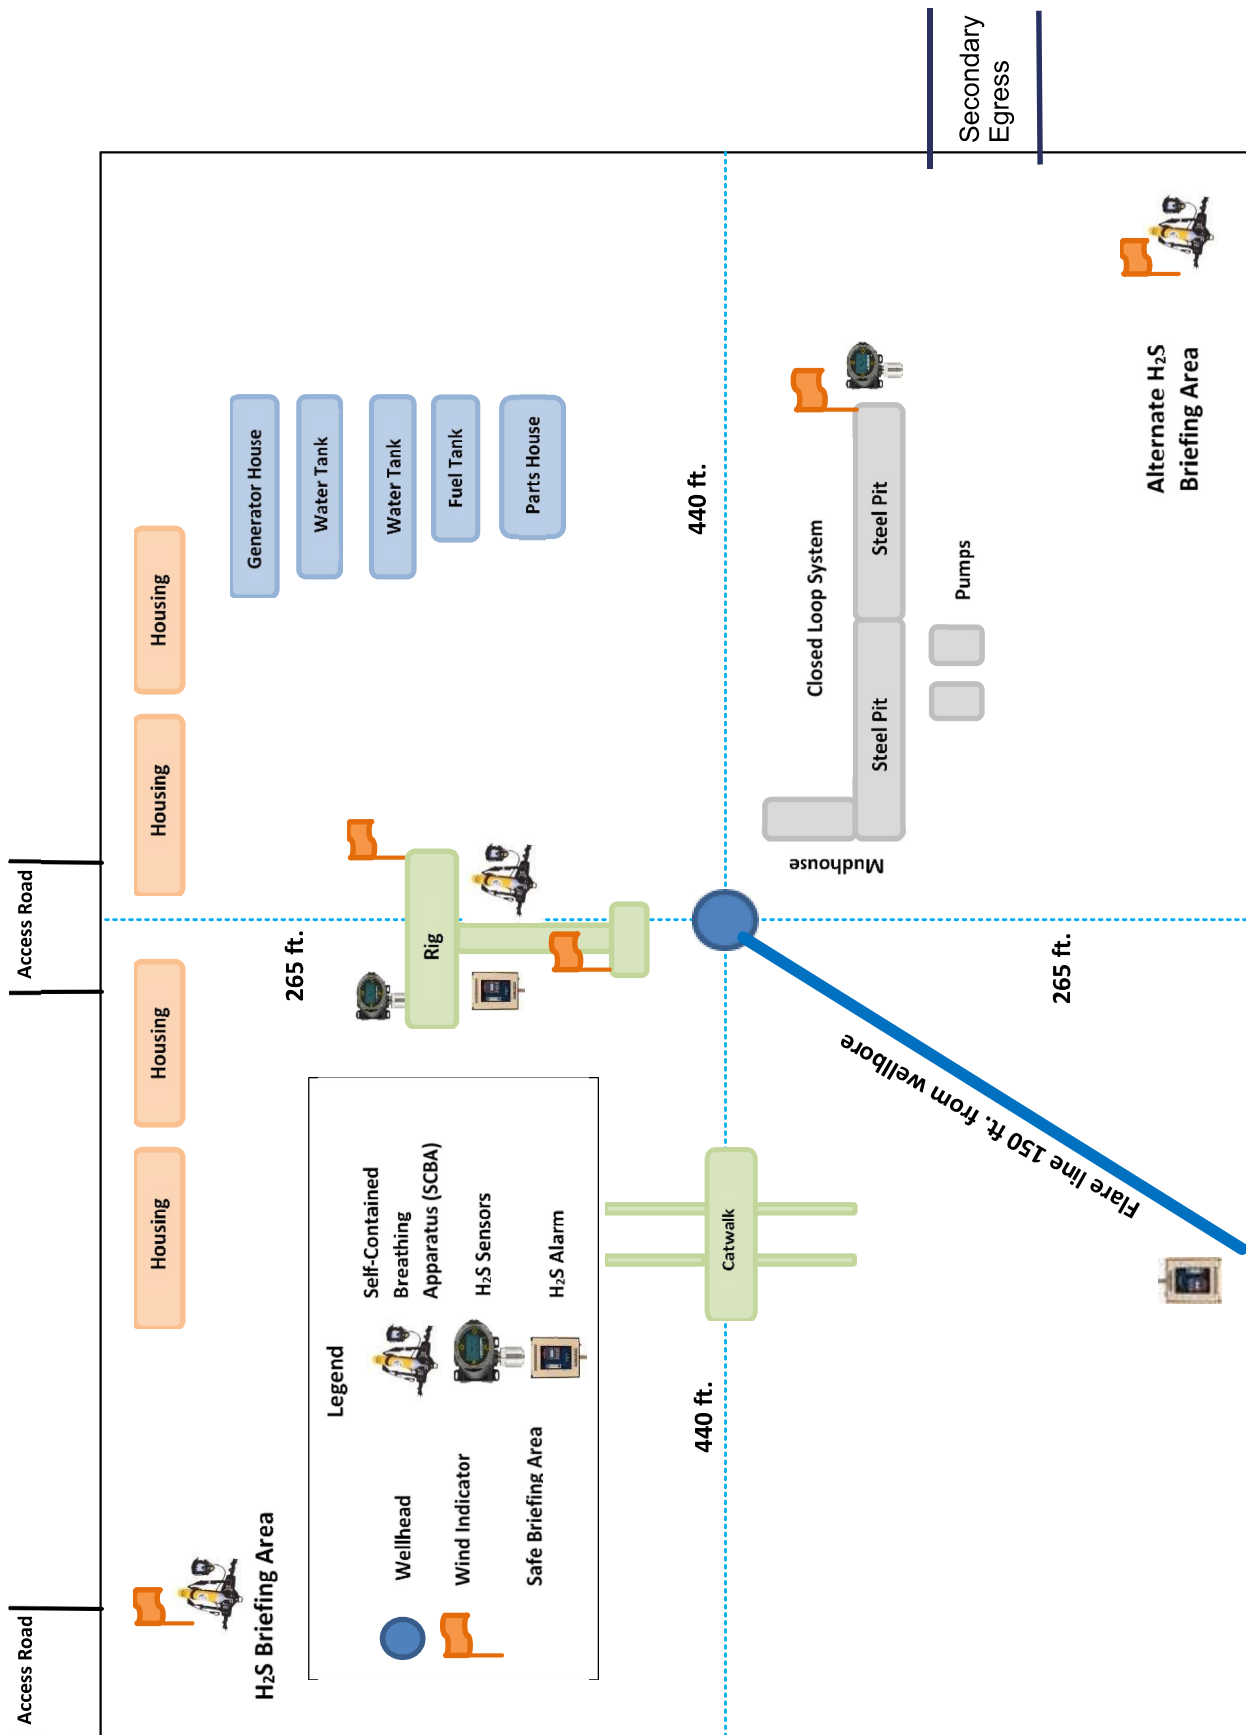 Access Road
Access Road
Secondary
Egress
Housing
Housing
Housing
Housing
Generator House
Water Tank
Water Tank
Fuel Tank
Parts House
H₂S Briefing Area
265 ft.
Rig
Legend
Wellhead
Wind Indicator
Safe Briefing Area
Self-Contained
Breathing
Apparatus (SCBA)
H₂S Sensors
H₂S Alarm
440 ft.
440 ft.
Catwalk
Mudhouse
Closed Loop System
Steel Pit
Steel Pit
Pumps
265 ft.
Flare line 150 ft. from wellbore
Alternate H₂S
Briefing Area